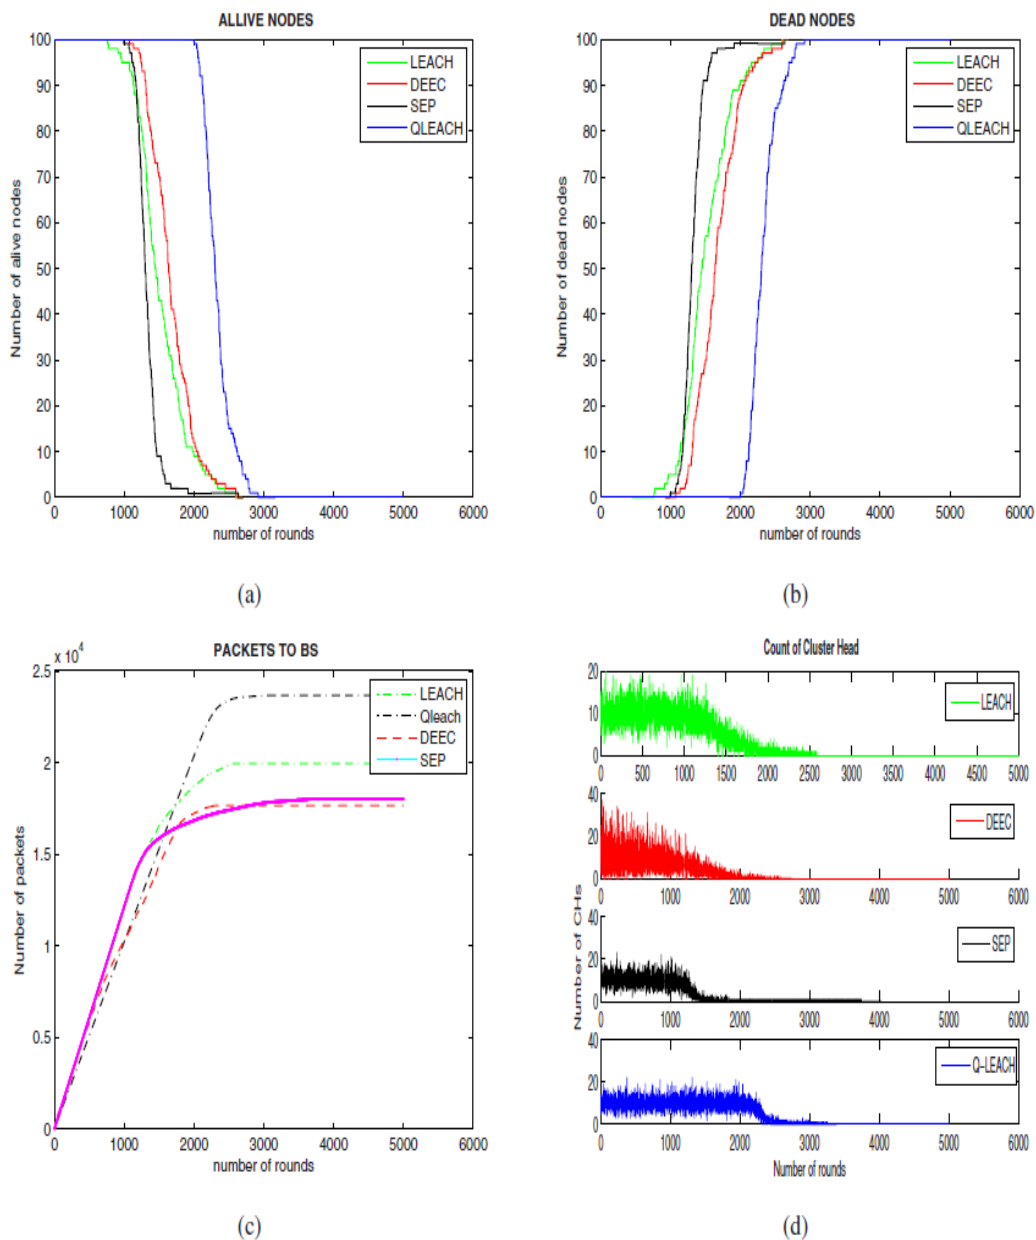 ALLIVE NODES
100
90
80
70
60
50
40
30
20
10
0
Number of alive nodes
LEACH
DEEC
SEP
QLEACH
0 1000 2000 3000 4000 5000 6000
number of rounds
(a)
DEAD NODES
100
90
80
70
60
50
40
30
20
10
0
Number of dead nodes
LEACH
DEEC
SEP
QLEACH
0 1000 2000 3000 4000 5000 6000
number of rounds
(b)
PACKETS TO BS
x 10^4
2.5
2
1.5
1
0.5
0
Number of packets
LEACH
Qleach
DEEC
SEP
0 1000 2000 3000 4000 5000 6000
number of rounds
(c)
Count of Cluster Head
20
10
0
LEACH
0 500 1000 1500 2000 2500 3000 3500 4000 4500 5000
40
20
0
DEEC
0 1000 2000 3000 4000 5000 6000
Number of CHs
40
20
0
SEP
0 1000 2000 3000 4000 5000 6000
40
20
0
Q-LEACH
0 1000 2000 3000 4000 5000 6000
Number of rounds
(d)